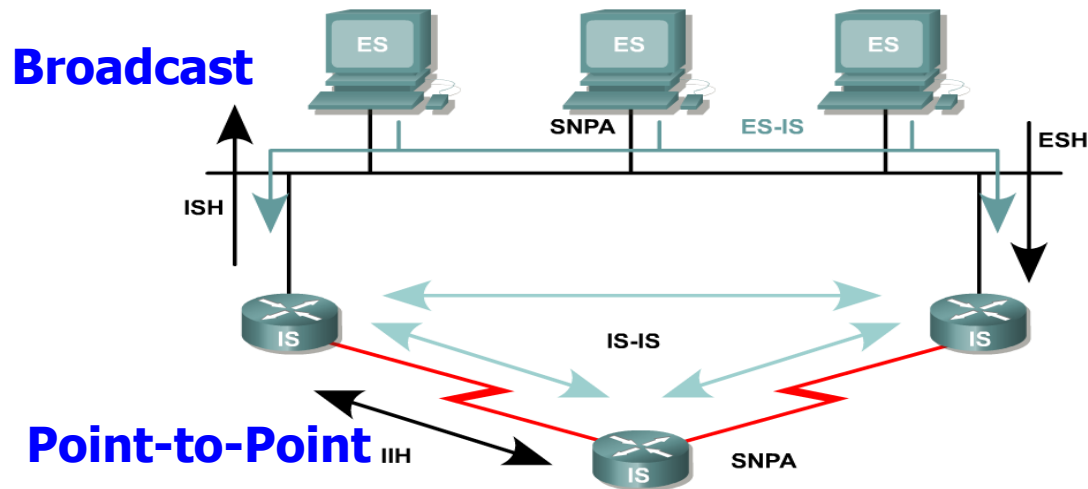 ES
ES
ES
Broadcast
SNPA
ES-IS
ESH
ISH
IS
IS-IS
IS
Point-to-Point
IIH
IS
SNPA